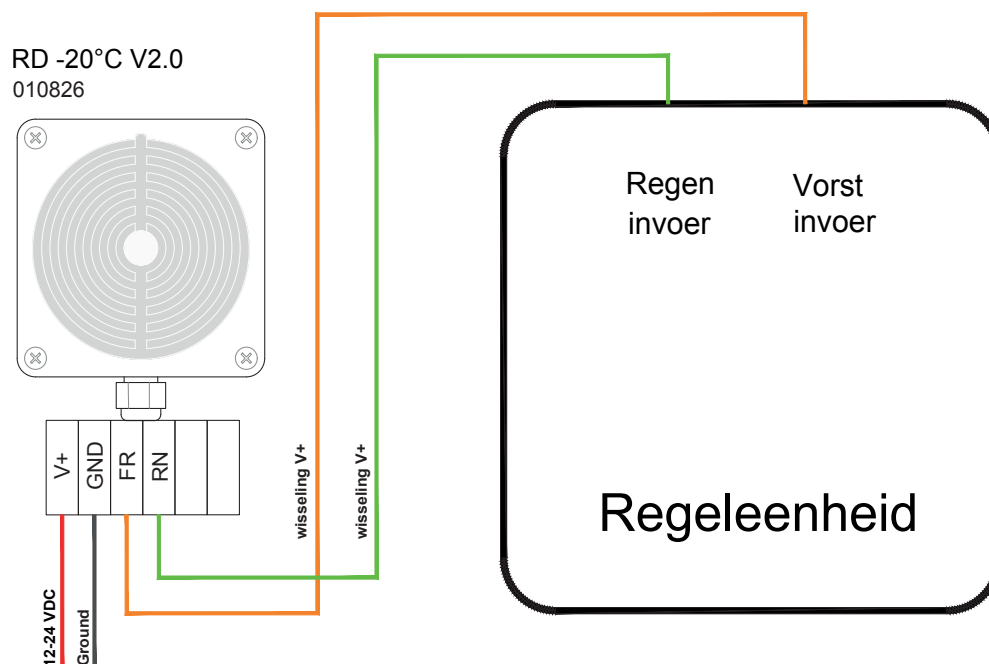 RD -20°C V2.0
010826
Regen
invoer
Vorst
invoer
V+
GND
FR
RN
wisseling V+
wisseling V+
Regeleenheid
12-24 VDC
Ground